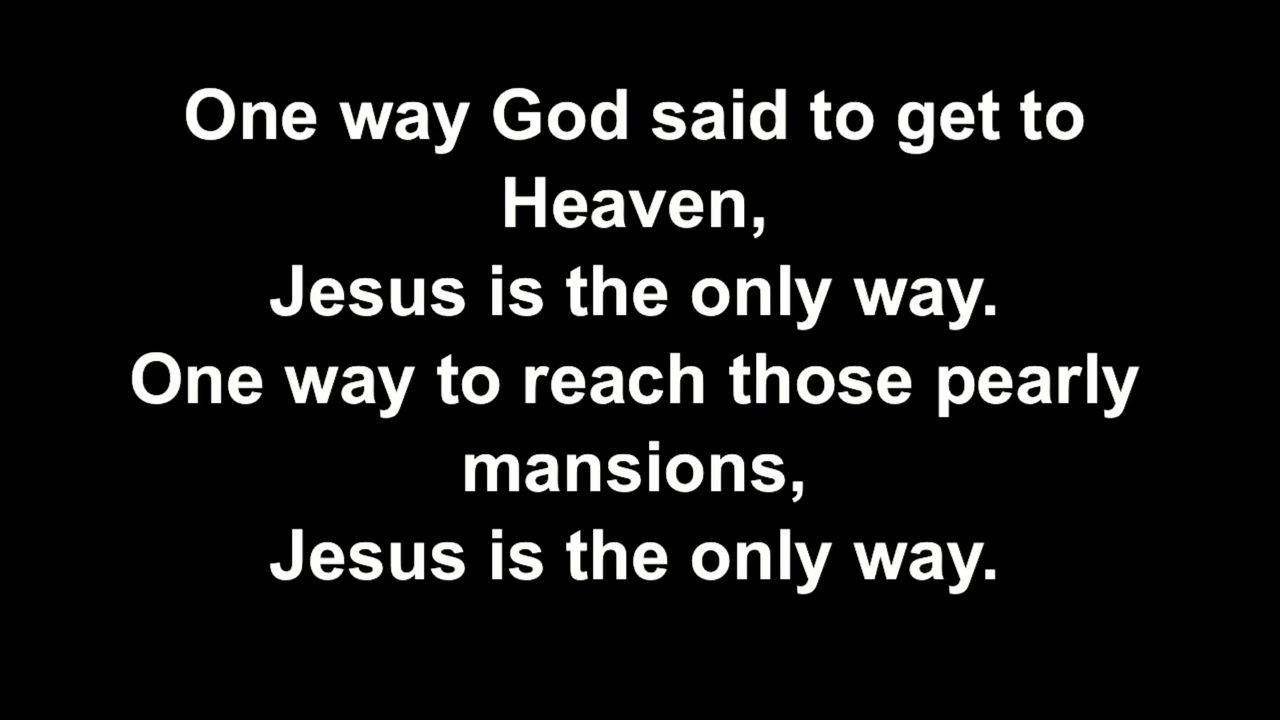 One way God said to get to
Heaven,
Jesus is the only way.
One way to reach those pearly
mansions,
Jesus is the only way.